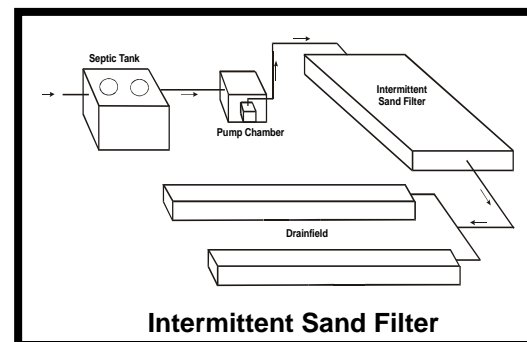 Septic Tank
Pump Chamber
Intermittent
Sand Filter
Drainfield
Intermittent Sand Filter